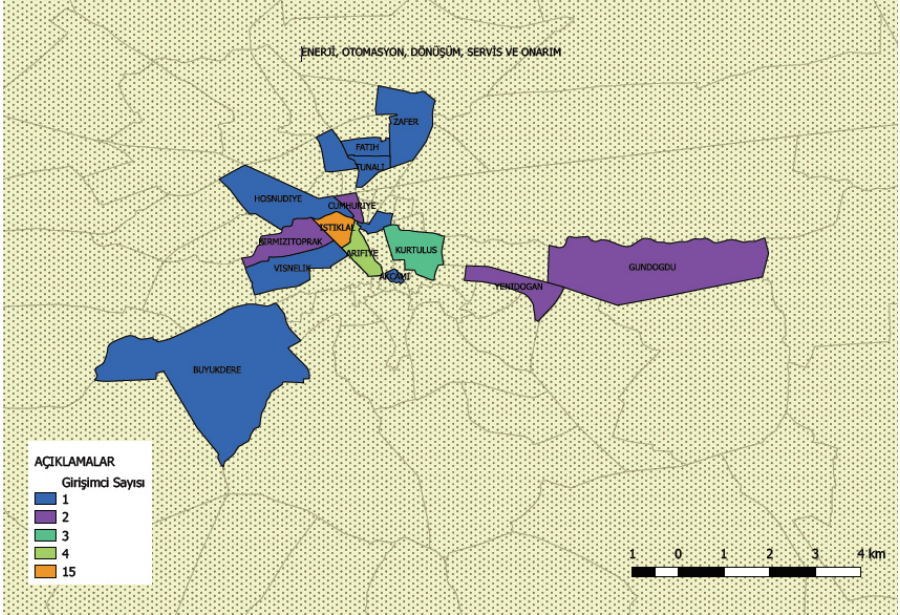 ENERJİ, OTOMASYON, DÖNÜŞÜM, SERVİS VE ONARIM
ZAFER
FATIH
TUNALI
HOSNUDIYE
CUMHURIYE
ISTIKLAL
KIRMIZITOPRAK
ARIFIYE
KURTULUS
VISNELIK
AKCAMI
YENIDOGAN
GUNDOGDU
BUYUKDERE
AÇIKLAMALAR
Girişimci Sayısı
1
2
3
4
15
1 0 1 2 3 4 km